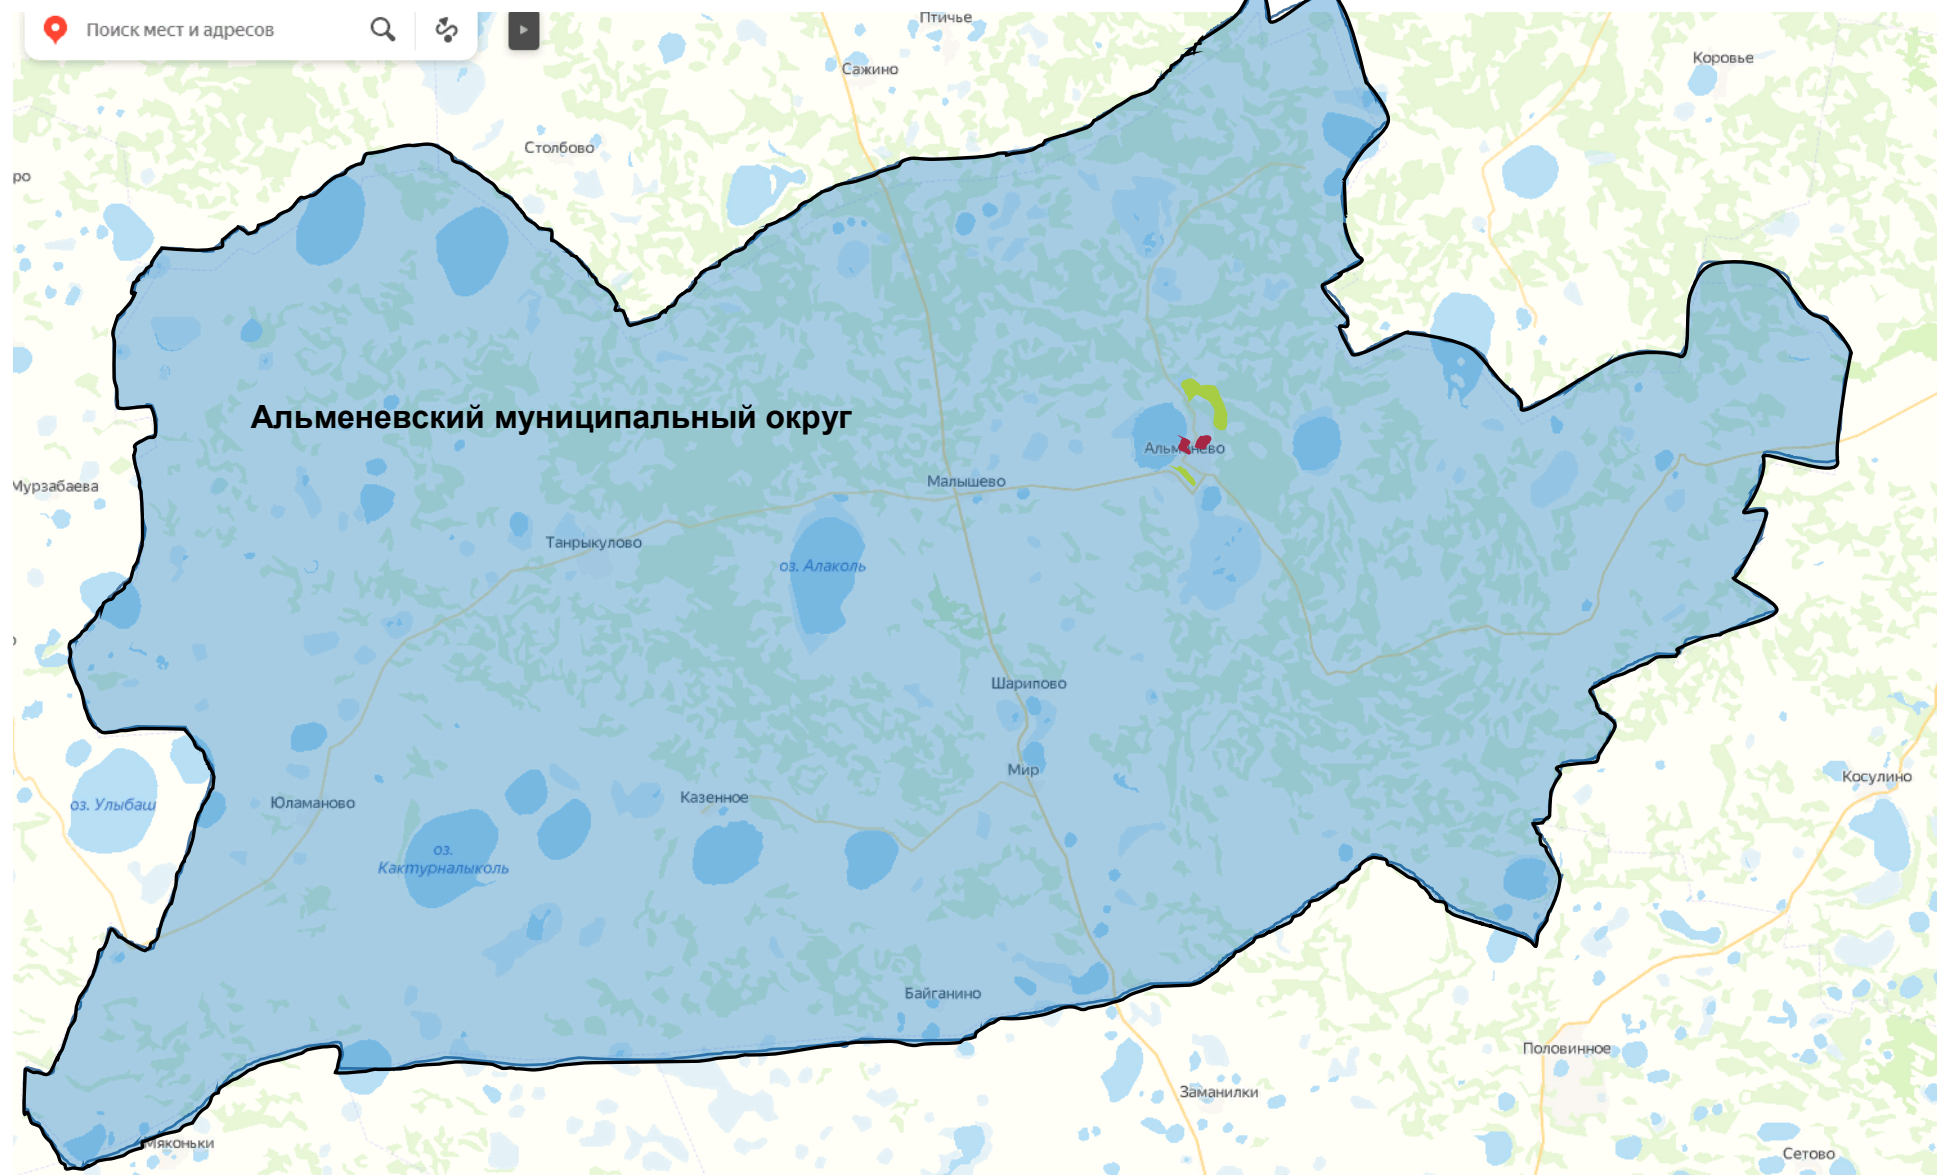 Поиск мест и адресов
Птичье
Сажино
Коровье
Столбово
ро
Альменевский муниципальный округ
Альменево
Малышево
Мурзабаева
Танрыкулово
оз. Алаколь
Шарипово
Мир
Косулино
Казенное
Юламаново
оз. Улыбаш
оз.
Кактурналыколь
Байганино
Половинное
Заманилки
Мяконьки
Сетово